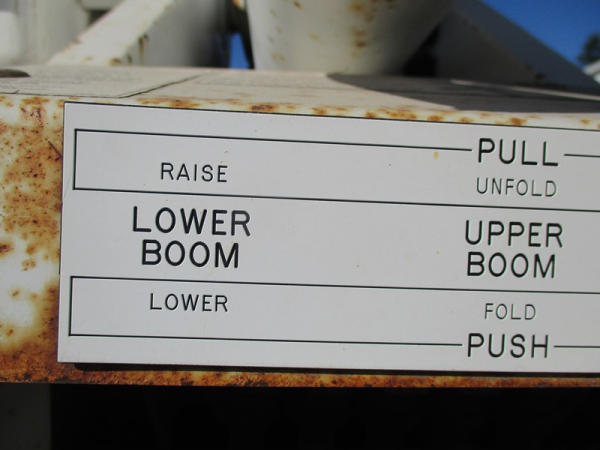 PULL
RAISE UNFOLD
LOWER UPPER
BOOM BOOM
LOWER FOLD
PUSH